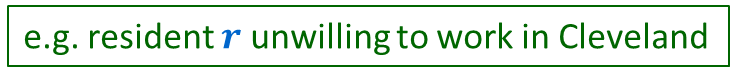 e.g. resident r unwilling to work in Cleveland